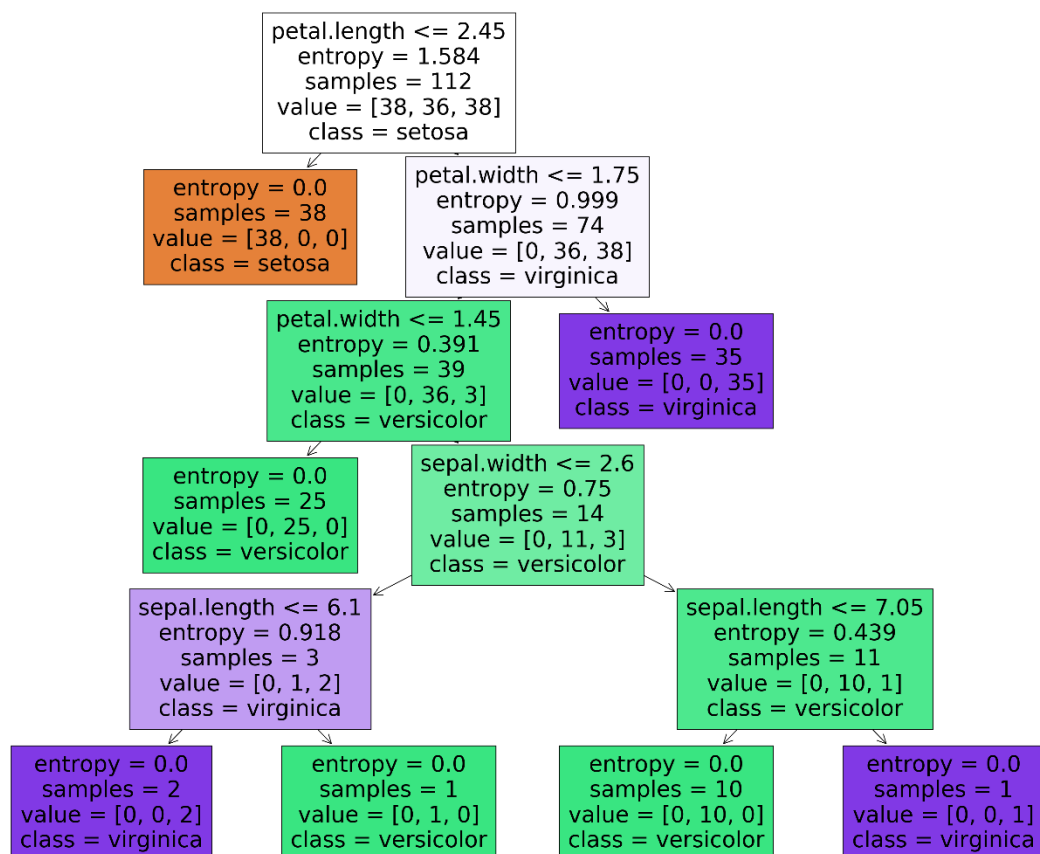 petal.length <= 2.45
entropy = 1.584
samples = 112
value = [38, 36, 38]
class = setosa
entropy = 0.0
samples = 38
value = [38, 0, 0]
class = setosa
petal.width <= 1.75
entropy = 0.999
samples = 74
value = [0, 36, 38]
class = virginica
petal.width <= 1.45
entropy = 0.391
samples = 39
value = [0, 36, 3]
class = versicolor
entropy = 0.0
samples = 35
value = [0, 0, 35]
class = virginica
entropy = 0.0
samples = 25
value = [0, 25, 0]
class = versicolor
sepal.width <= 2.6
entropy = 0.75
samples = 14
value = [0, 11, 3]
class = versicolor
sepal.length <= 6.1
entropy = 0.918
samples = 3
value = [0, 1, 2]
class = virginica
sepal.length <= 7.05
entropy = 0.439
samples = 11
value = [0, 10, 1]
class = versicolor
entropy = 0.0
samples = 2
value = [0, 0, 2]
class = virginica
entropy = 0.0
samples = 1
value = [0, 1, 0]
class = versicolor
entropy = 0.0
samples = 10
value = [0, 10, 0]
class = versicolor
entropy = 0.0
samples = 1
value = [0, 0, 1]
class = virginica